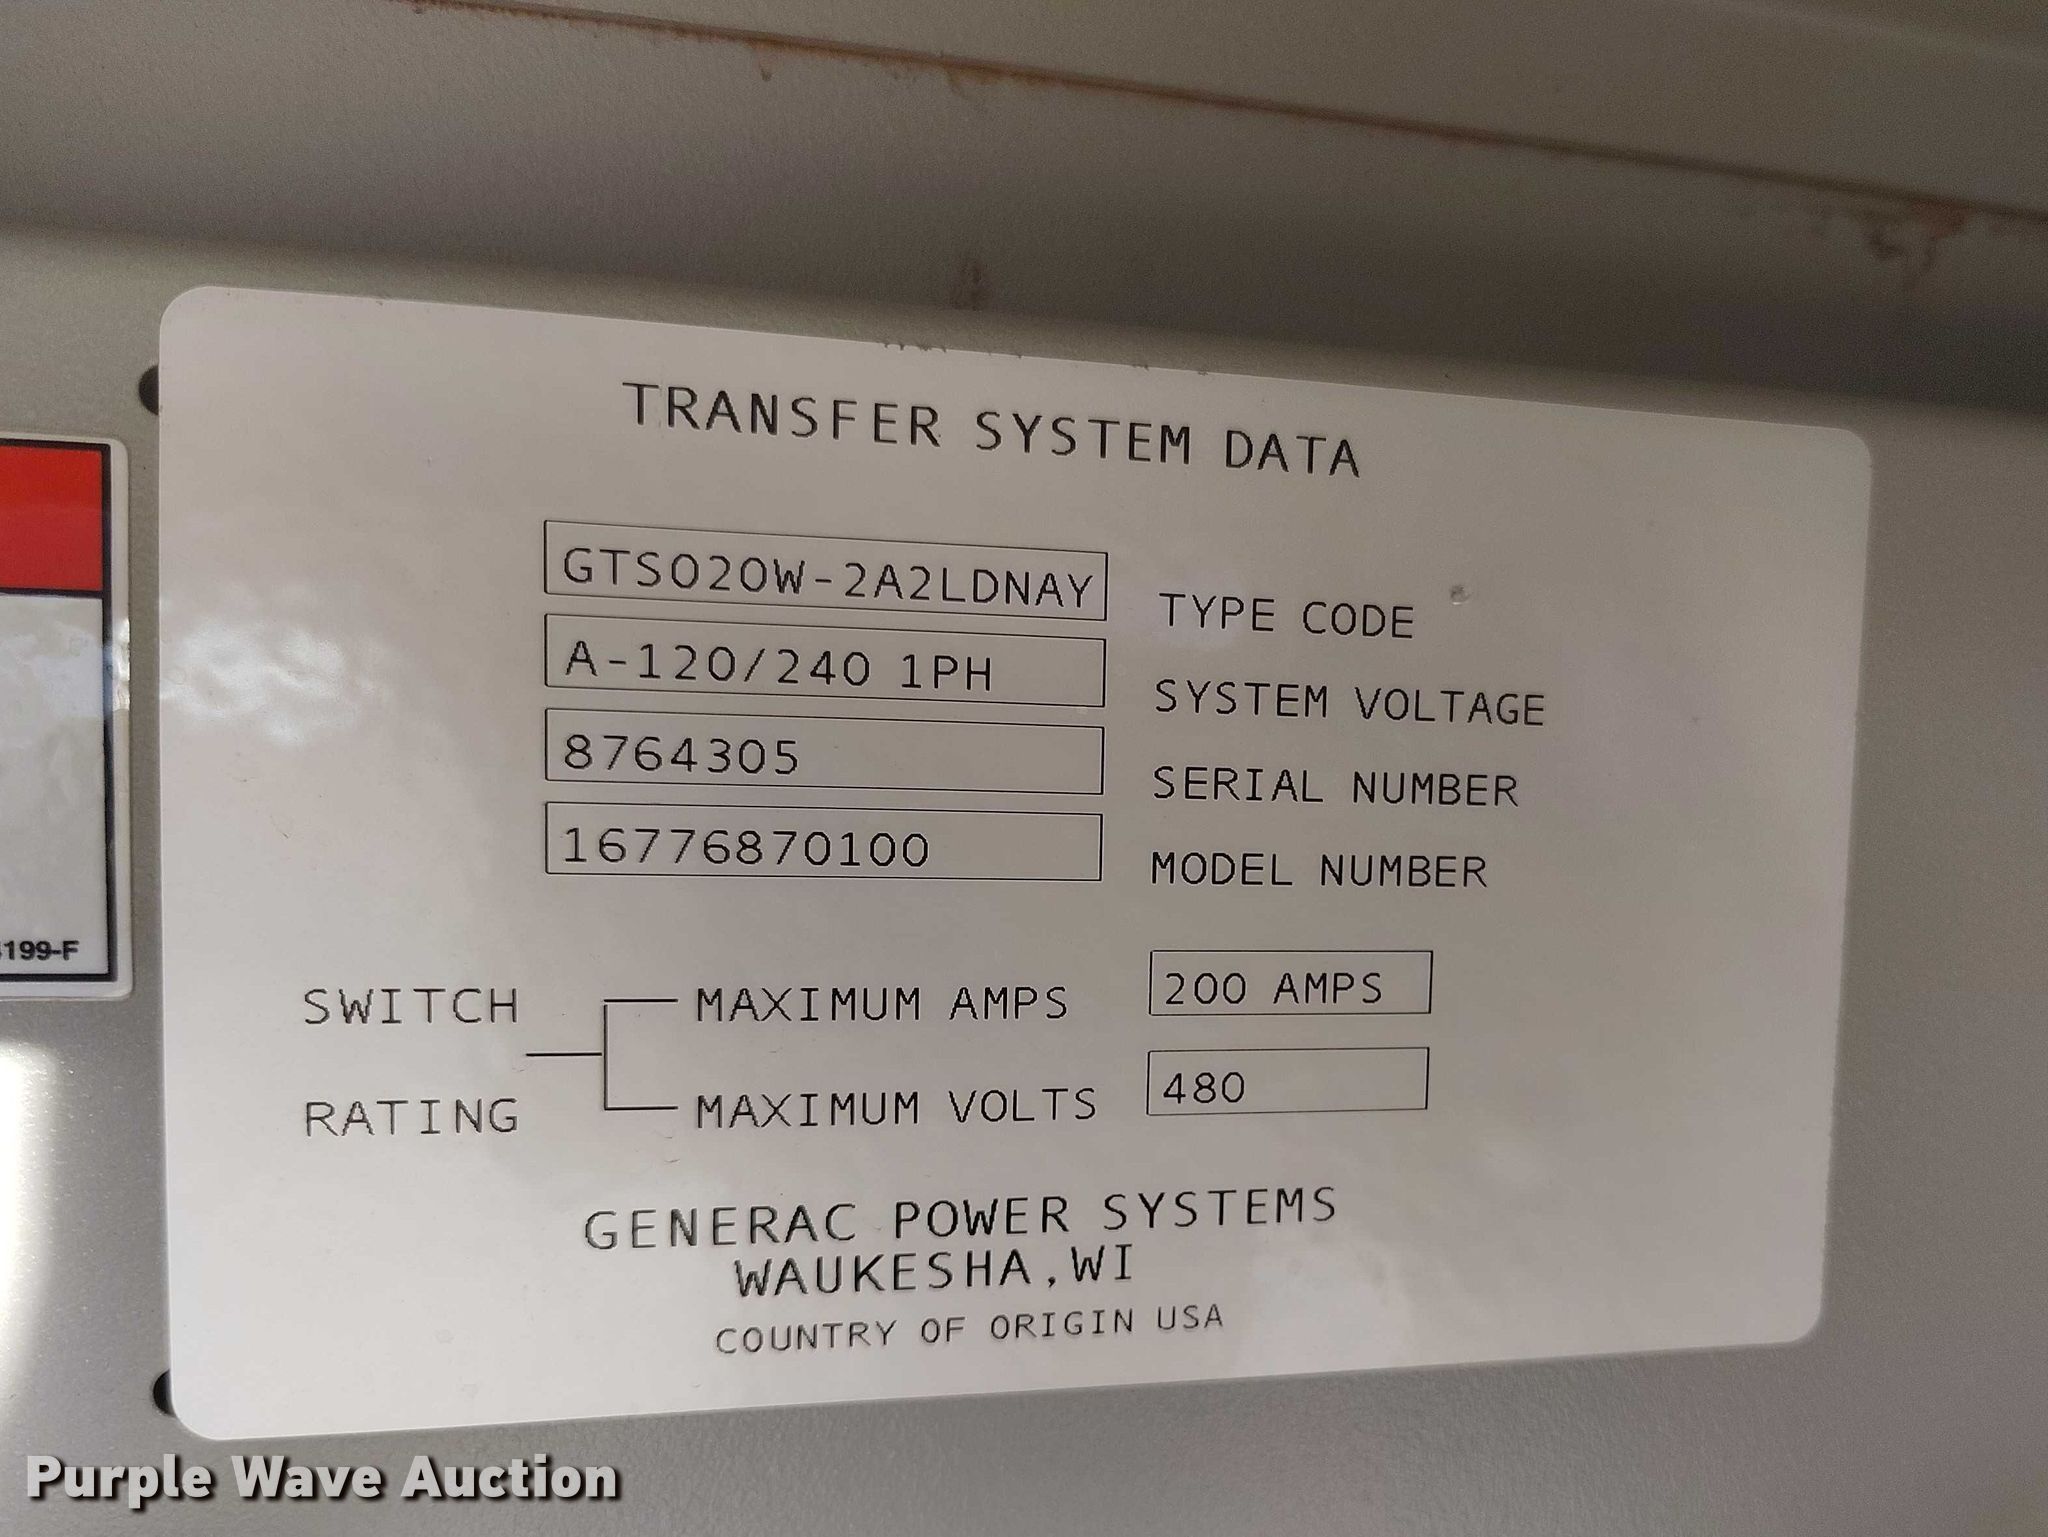 TRANSFER SYSTEM DATA
GTS020W-2A2LDNAY TYPE CODE
A-120/240 1PH SYSTEM VOLTAGE
8764305 SERIAL NUMBER
16776870100 MODEL NUMBER
199-F
SWITCH RATING
MAXIMUM AMPS 200 AMPS
MAXIMUM VOLTS 480
GENERAC POWER SYSTEMS
WAUKESHA, WI
COUNTRY OF ORIGIN USA
Purple Wave Auction